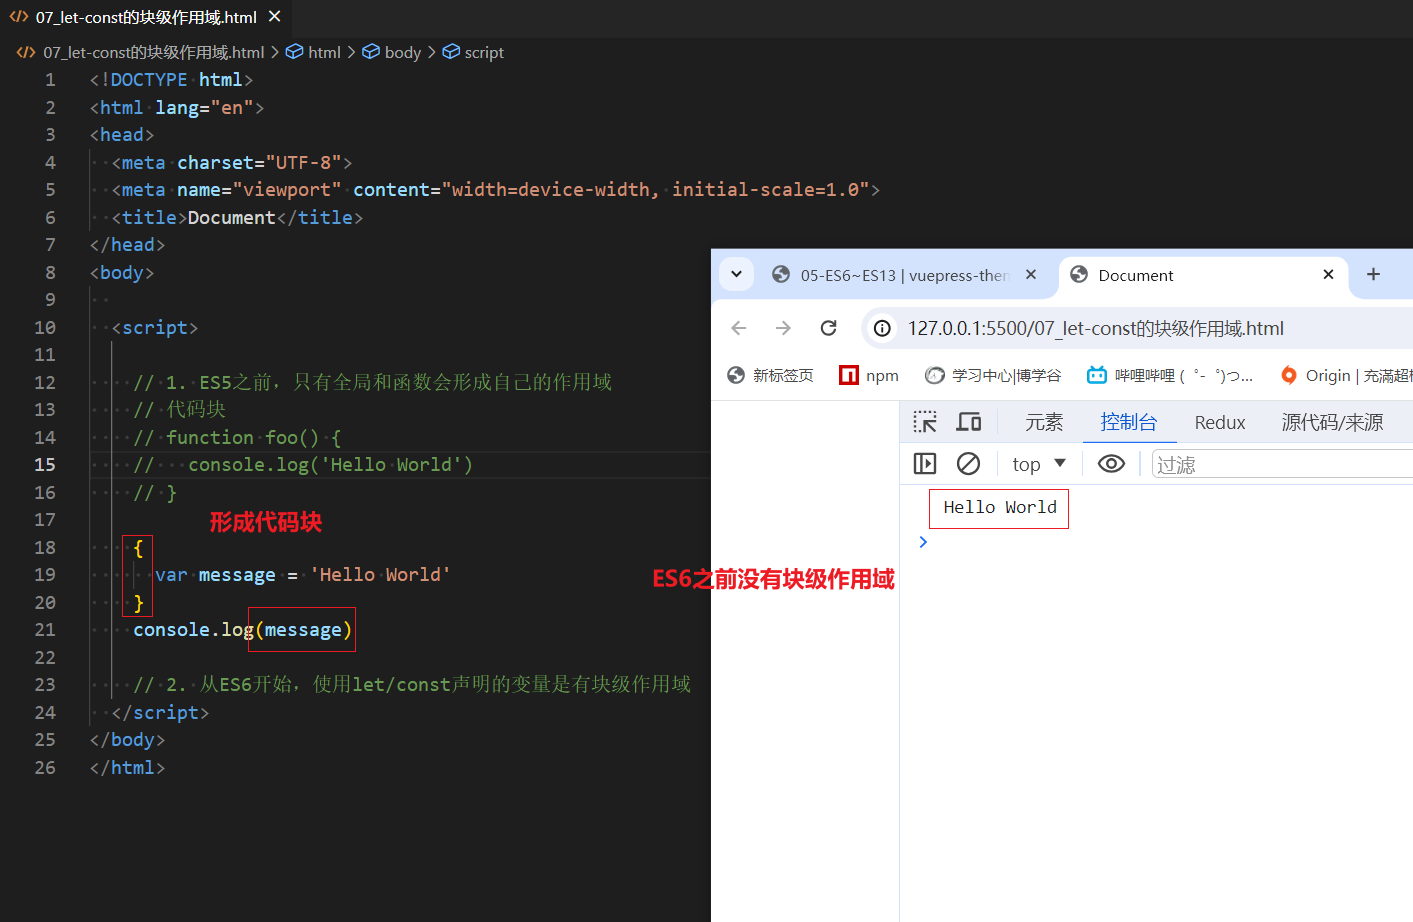 07_let-const的块级作用域.html
07_let-const的块级作用域.html > html > body > script
1 <!DOCTYPE html>
2 <html lang="en">
3 <head>
4 <meta charset="UTF-8">
5 <meta name="viewport" content="width=device-width, initial-scale=1.0">
6 <title>Document</title>
7 </head>
8 <body>
9
10 <script>
11
12 // 1. ES5之前，只有全局和函数会形成自己的作用域
13 // 代码块
14 // function foo() {
15 //   console.log('Hello World')
16 // }
17
形成代码块
18 {
19 var message = 'Hello World'
20 }
21 console.log(message)
22
23 // 2. 从ES6开始，使用let/const声明的变量是有块级作用域
24 </script>
25 </body>
26 </html>
05-ES6~ES13 | vuepress-then
Document
127.0.0.1:5500/07_let-const的块级作用域.html
新标签页 npm 学习中心|博学谷 哔哩哔哩 (゜-゜)つ... Origin | 充滿超
元素 控制台 Redux 源代码/来源
top 过滤
Hello World
ES6之前没有块级作用域